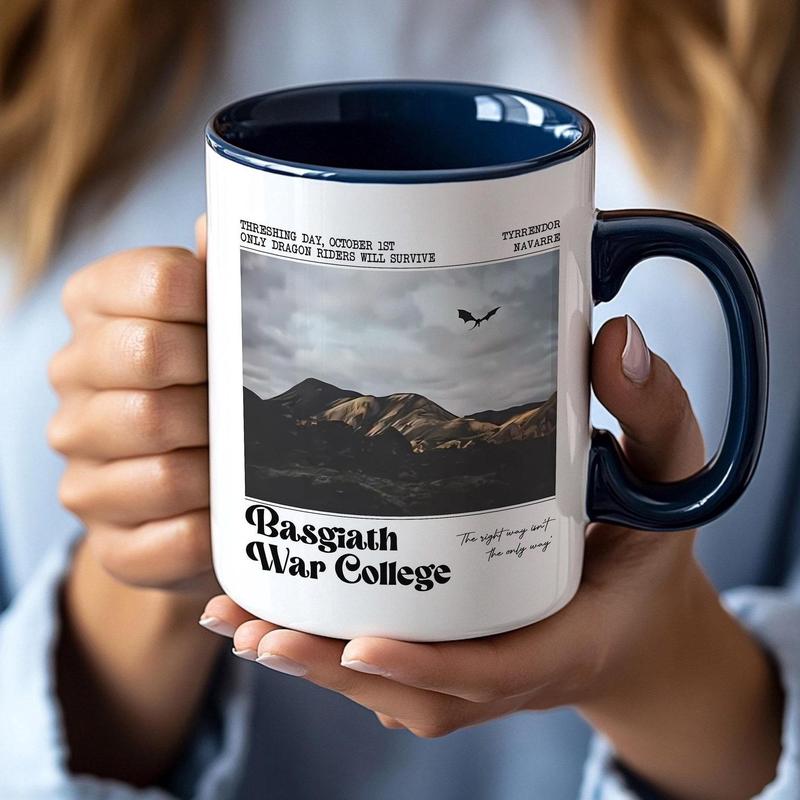 THRESHING DAY, OCTOBER 1ST
ONLY DRAGON RIDERS WILL SURVIVE
TYRRENDOR
NAVARRE
Basgiath
War College
"The right way isn't
the only way"